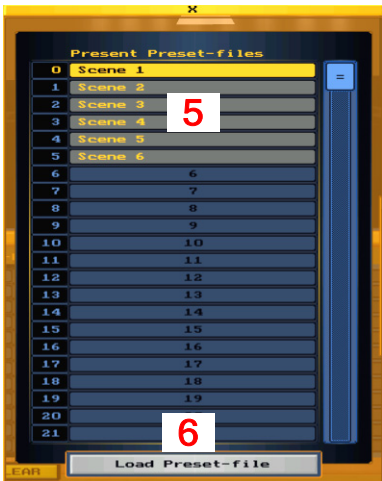 x
Present Preset-files
0 Scene 1
=
1 Scene 2
2 Scene 3
5
3 Scene 4
4 Scene 5
5 Scene 6
6 6
7 7
8 8
9 9
10 10
11 11
12 12
13 13
14 14
15 15
16 16
17 17
18 18
19 19
20
6
21
Load Preset-file
EAR